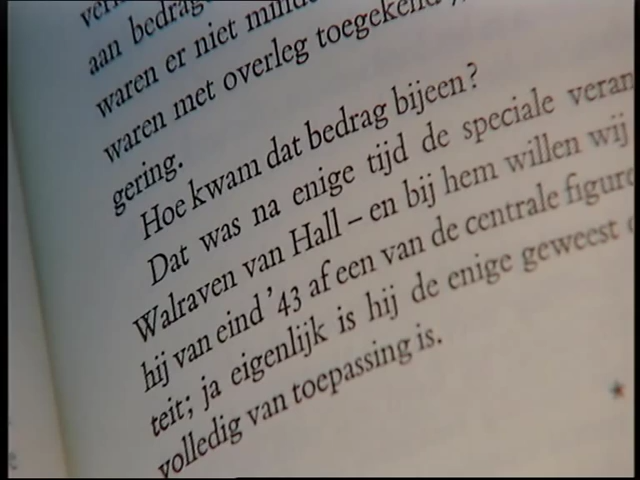 aan bedrag
waren er niet
waren met overleg toegekend
gering.
Hoe kwam dat bedrag bijeen?
Dat was na enige tijd de speciale veran
Walraven van Hall – en bij hem willen wij
hij van eind '43 af een van de centrale figure
teit; ja eigenlijk is hij de enige geweest
volledig van toepassing is.
*